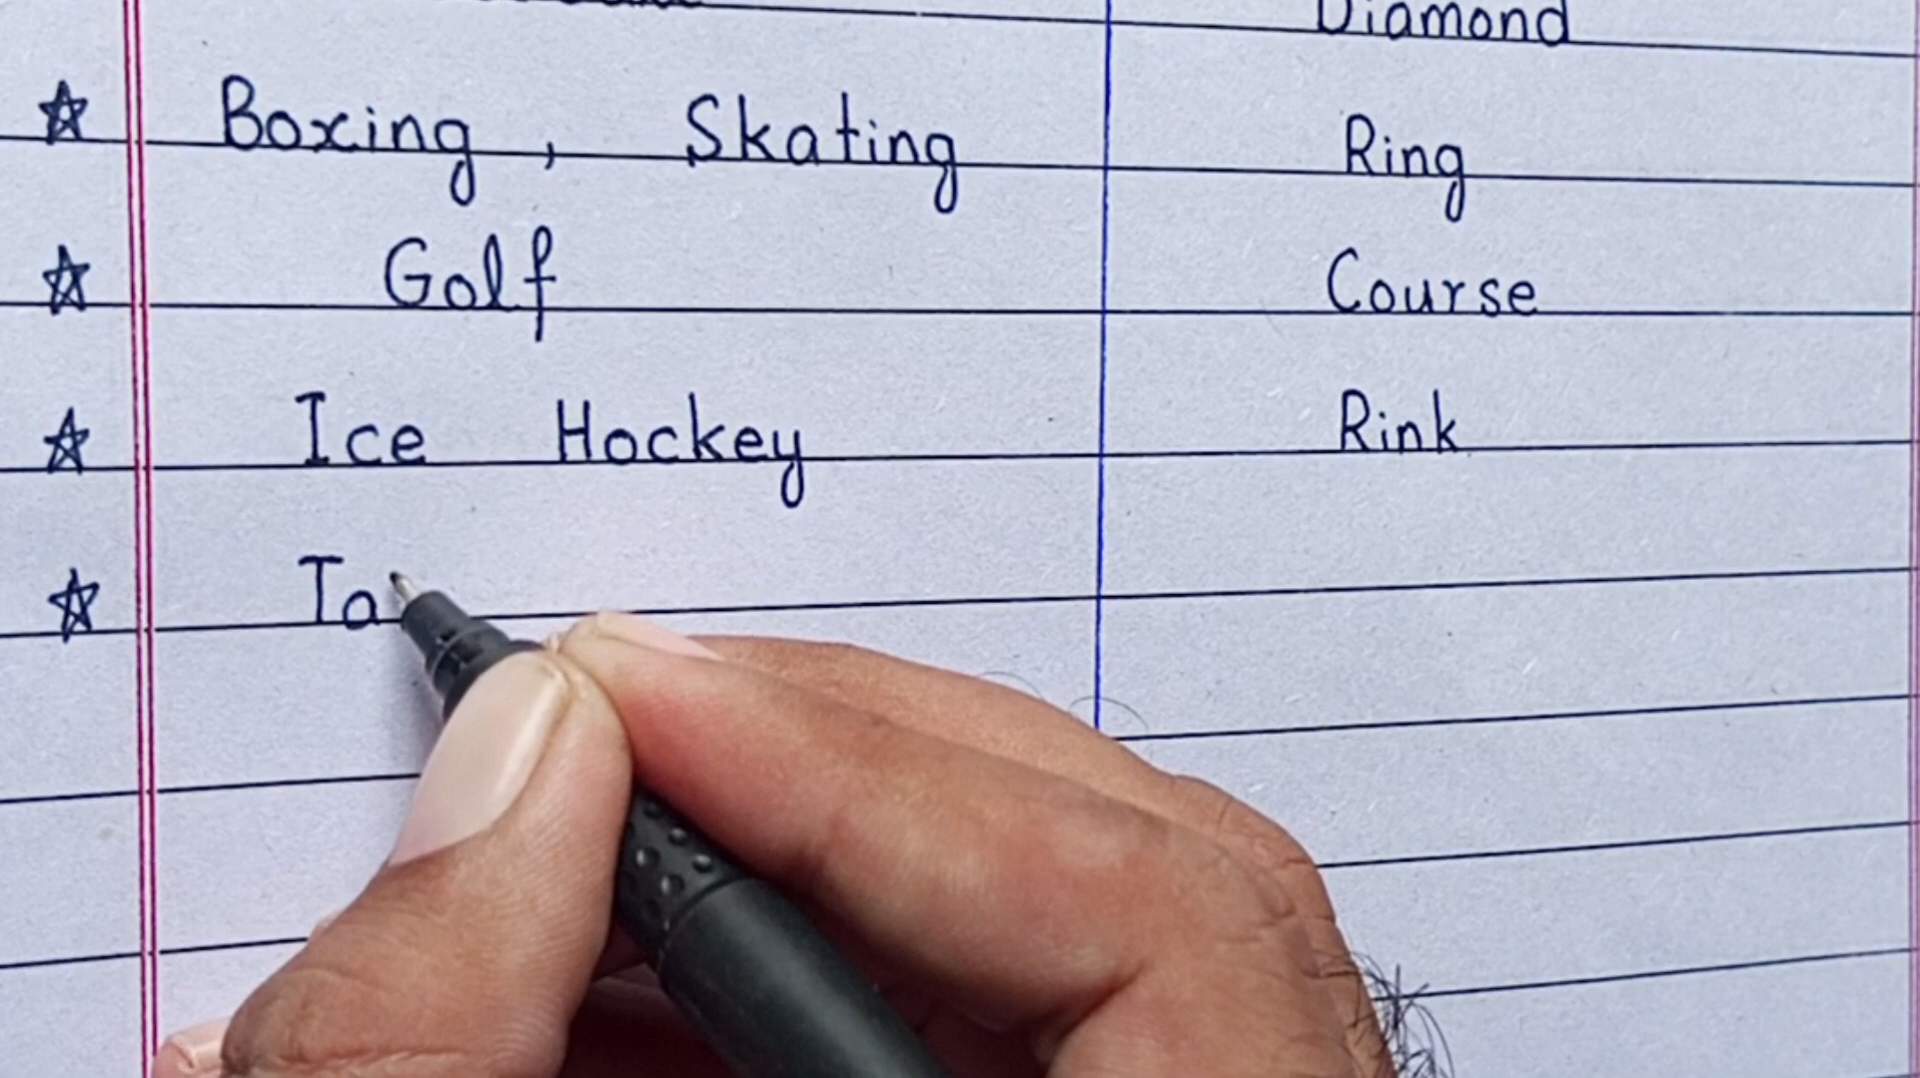 Diamond
Boxing , Skating Ring
Golf Course
Ice Hockey Rink
Ta